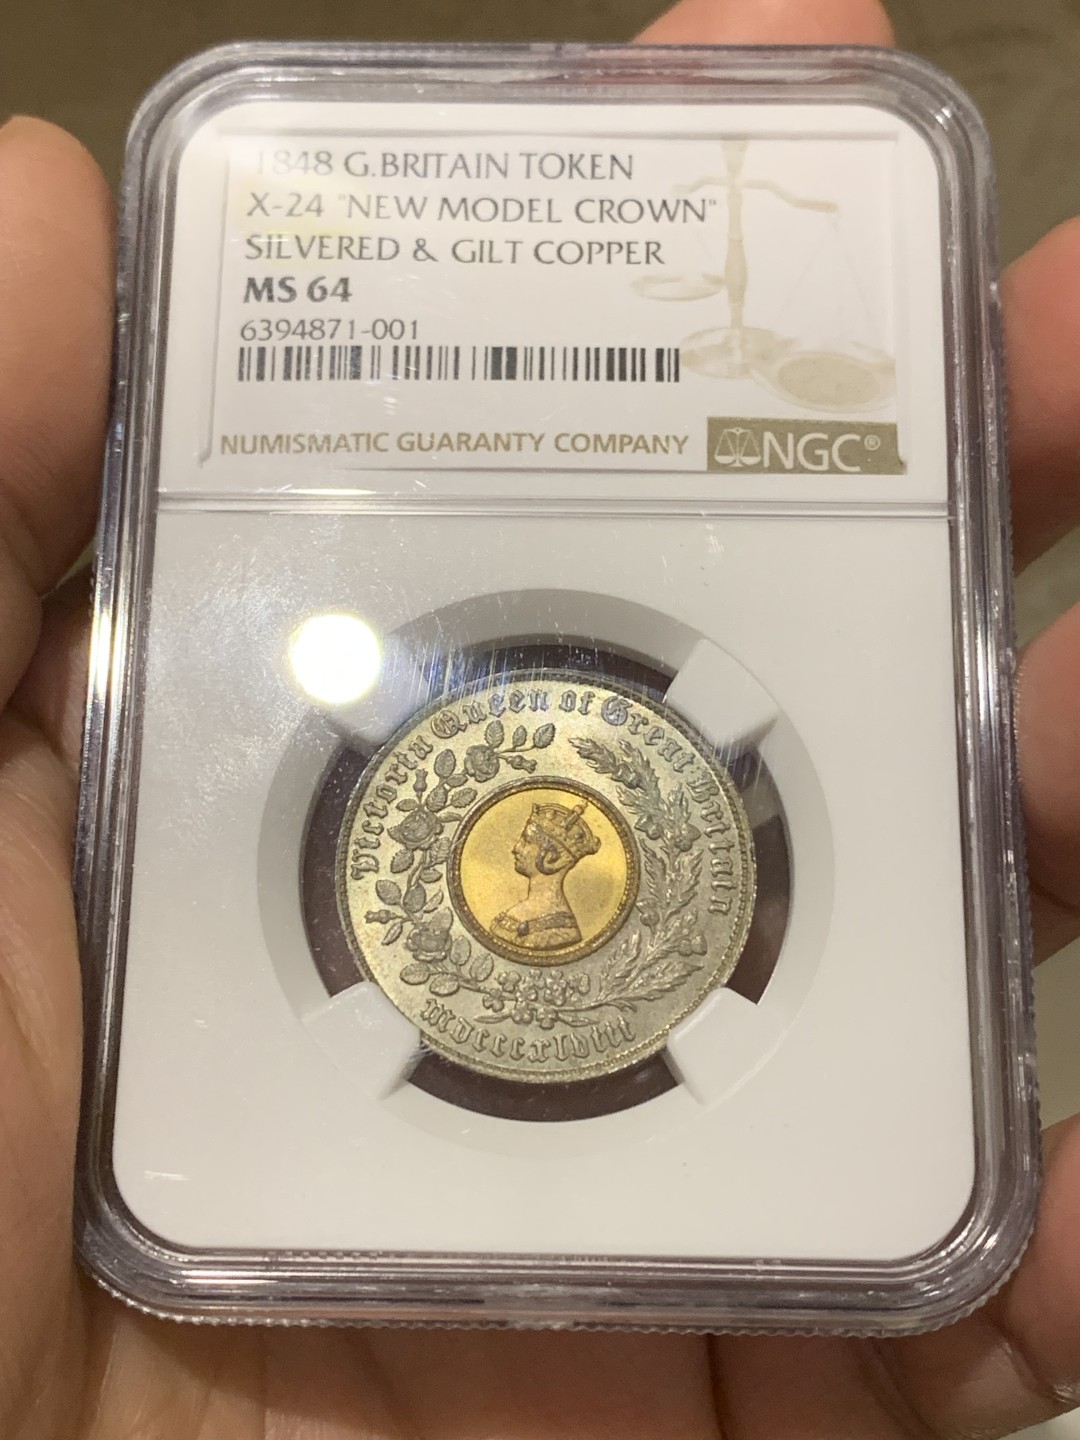 1848 G.BRITAIN TOKEN
X-24 "NEW MODEL CROWN"
SILVERED & GILT COPPER
MS 64
6394871-001
NUMISMATIC GUARANTY COMPANY NGC®
Victoria Queen of Great Britain
MDCCCXLVIII